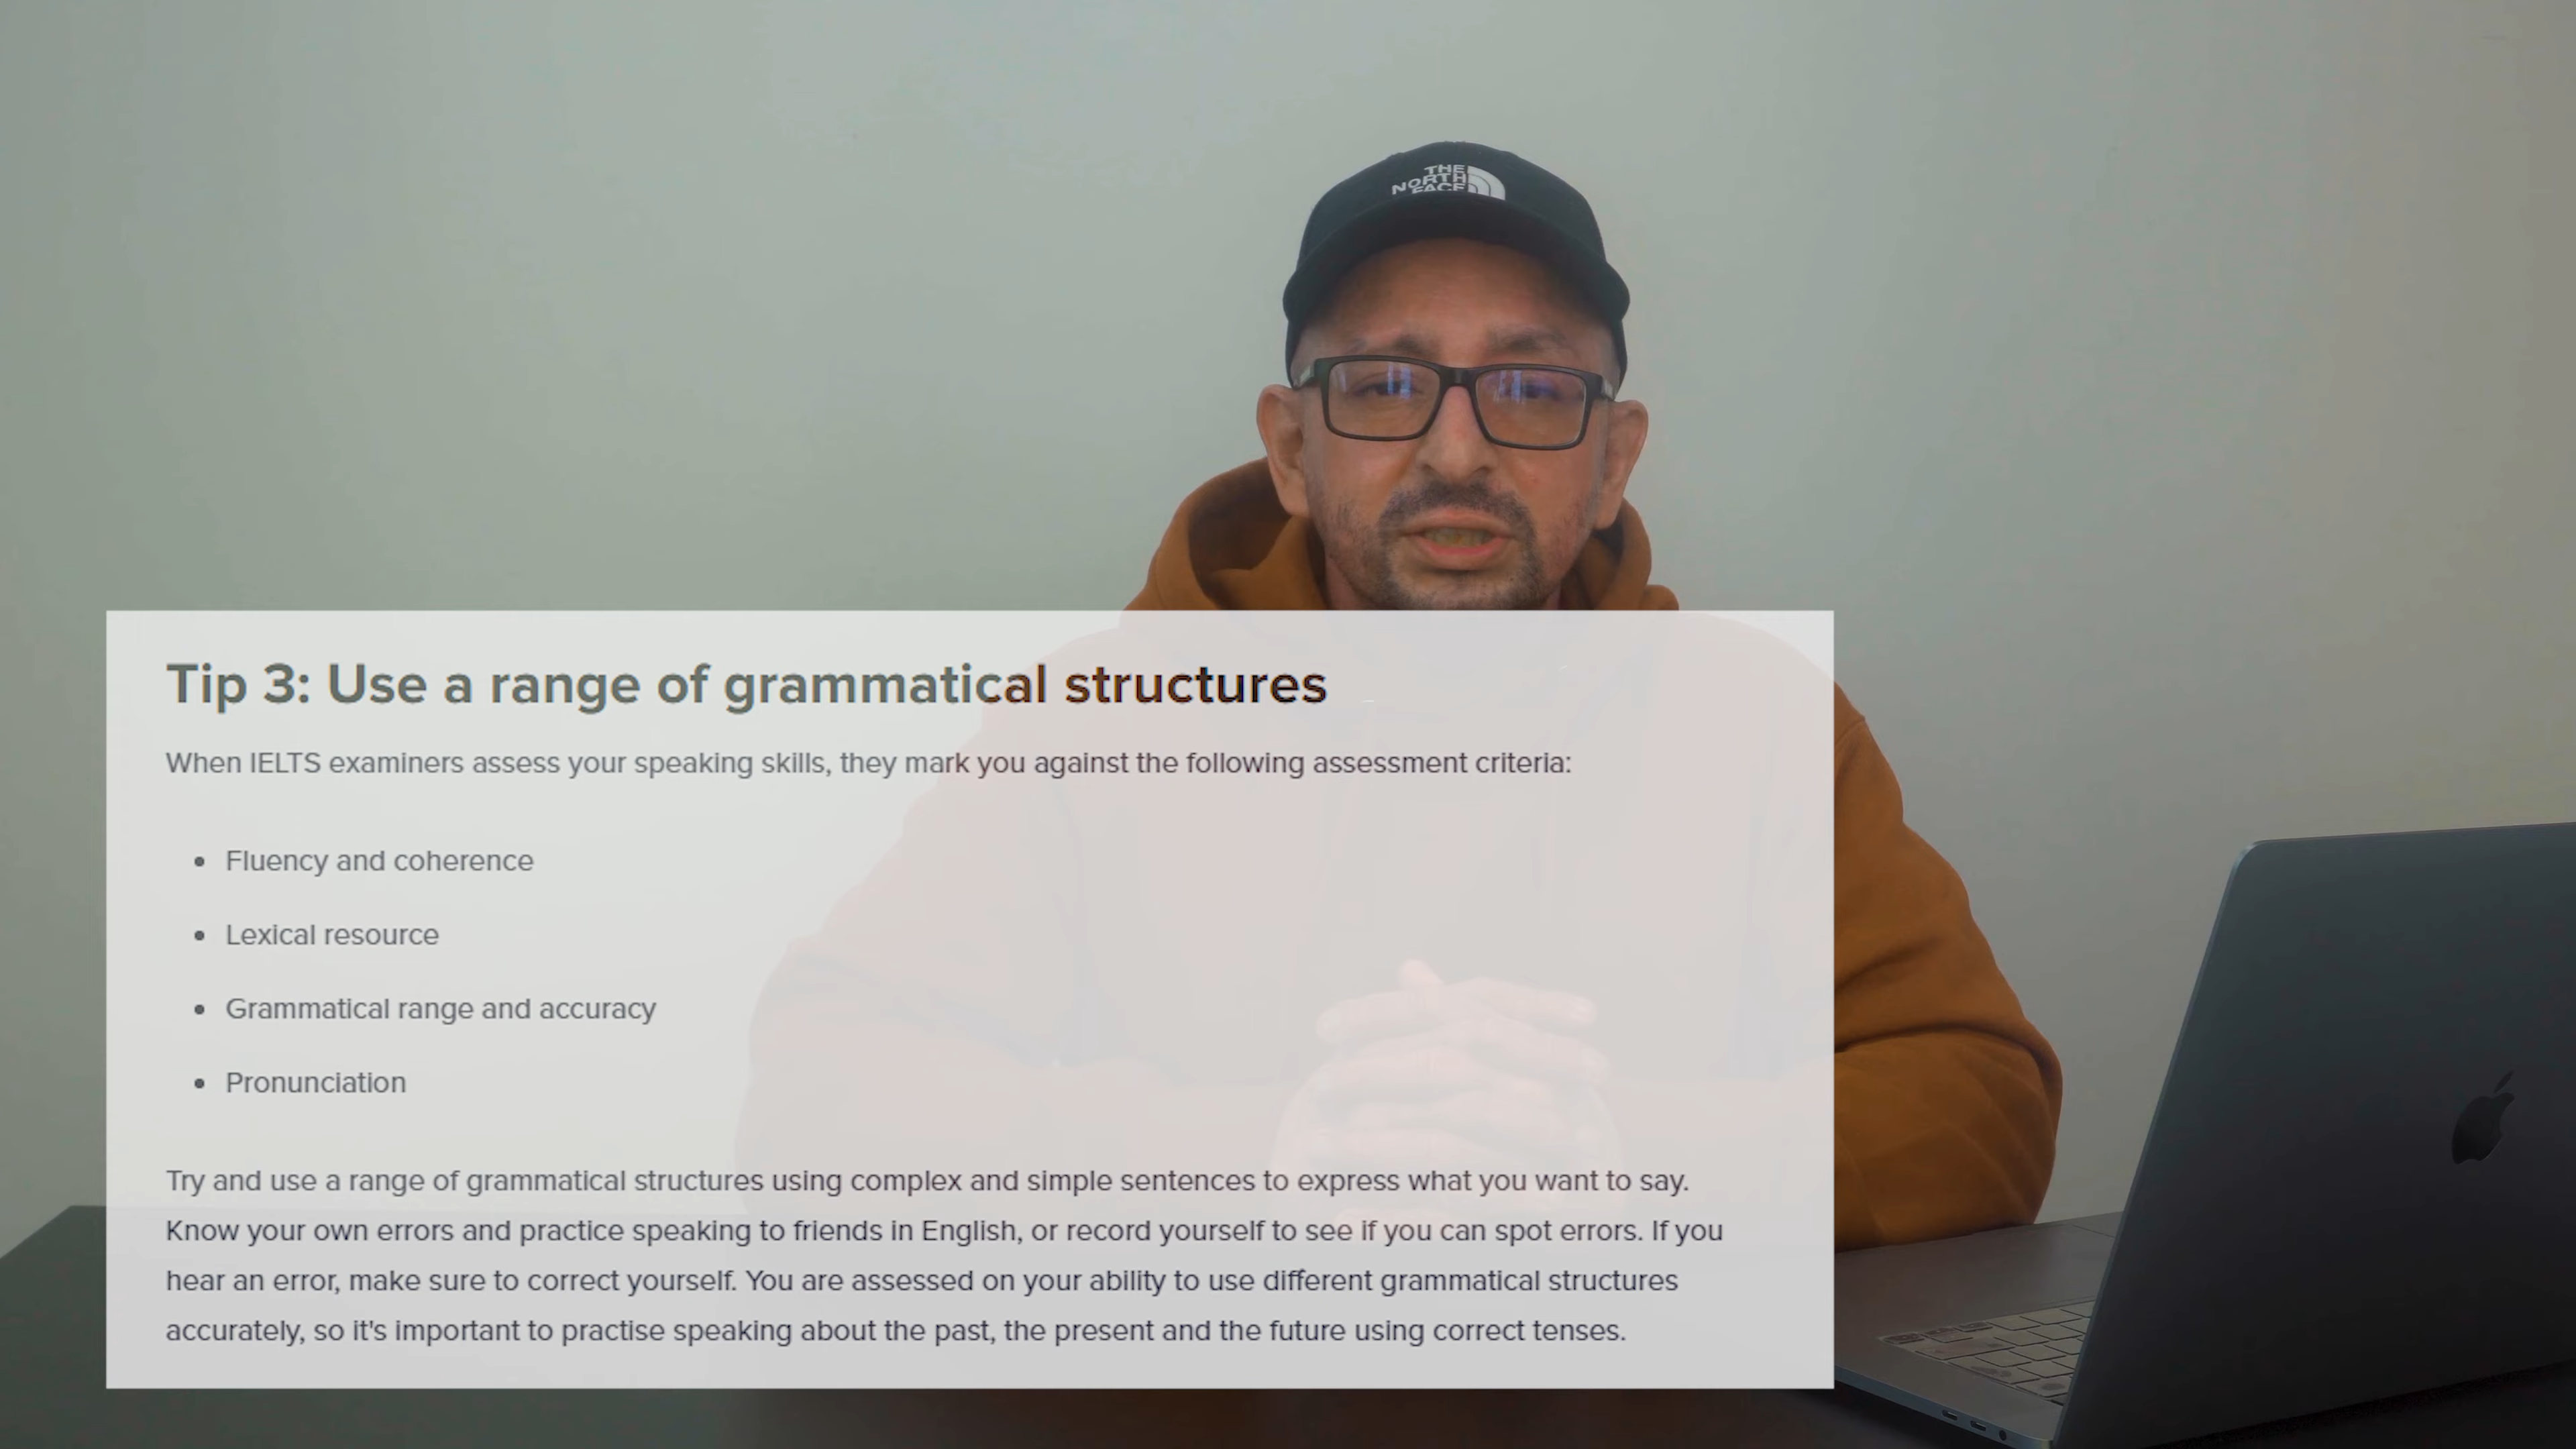 THE
NORTH
FACE
Tip 3: Use a range of grammatical structures
When IELTS examiners assess your speaking skills, they mark you against the following assessment criteria:
• Fluency and coherence
• Lexical resource
• Grammatical range and accuracy
• Pronunciation
Try and use a range of grammatical structures using complex and simple sentences to express what you want to say.
Know your own errors and practice speaking to friends in English, or record yourself to see if you can spot errors. If you
hear an error, make sure to correct yourself. You are assessed on your ability to use different grammatical structures
accurately, so it's important to practise speaking about the past, the present and the future using correct tenses.